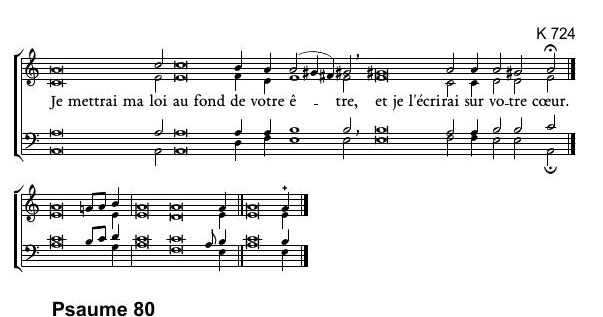 K 724
Je mettrai ma loi au fond de votre ê - tre, et je l'écrirai sur vo-tre cœur.
Psaume 80